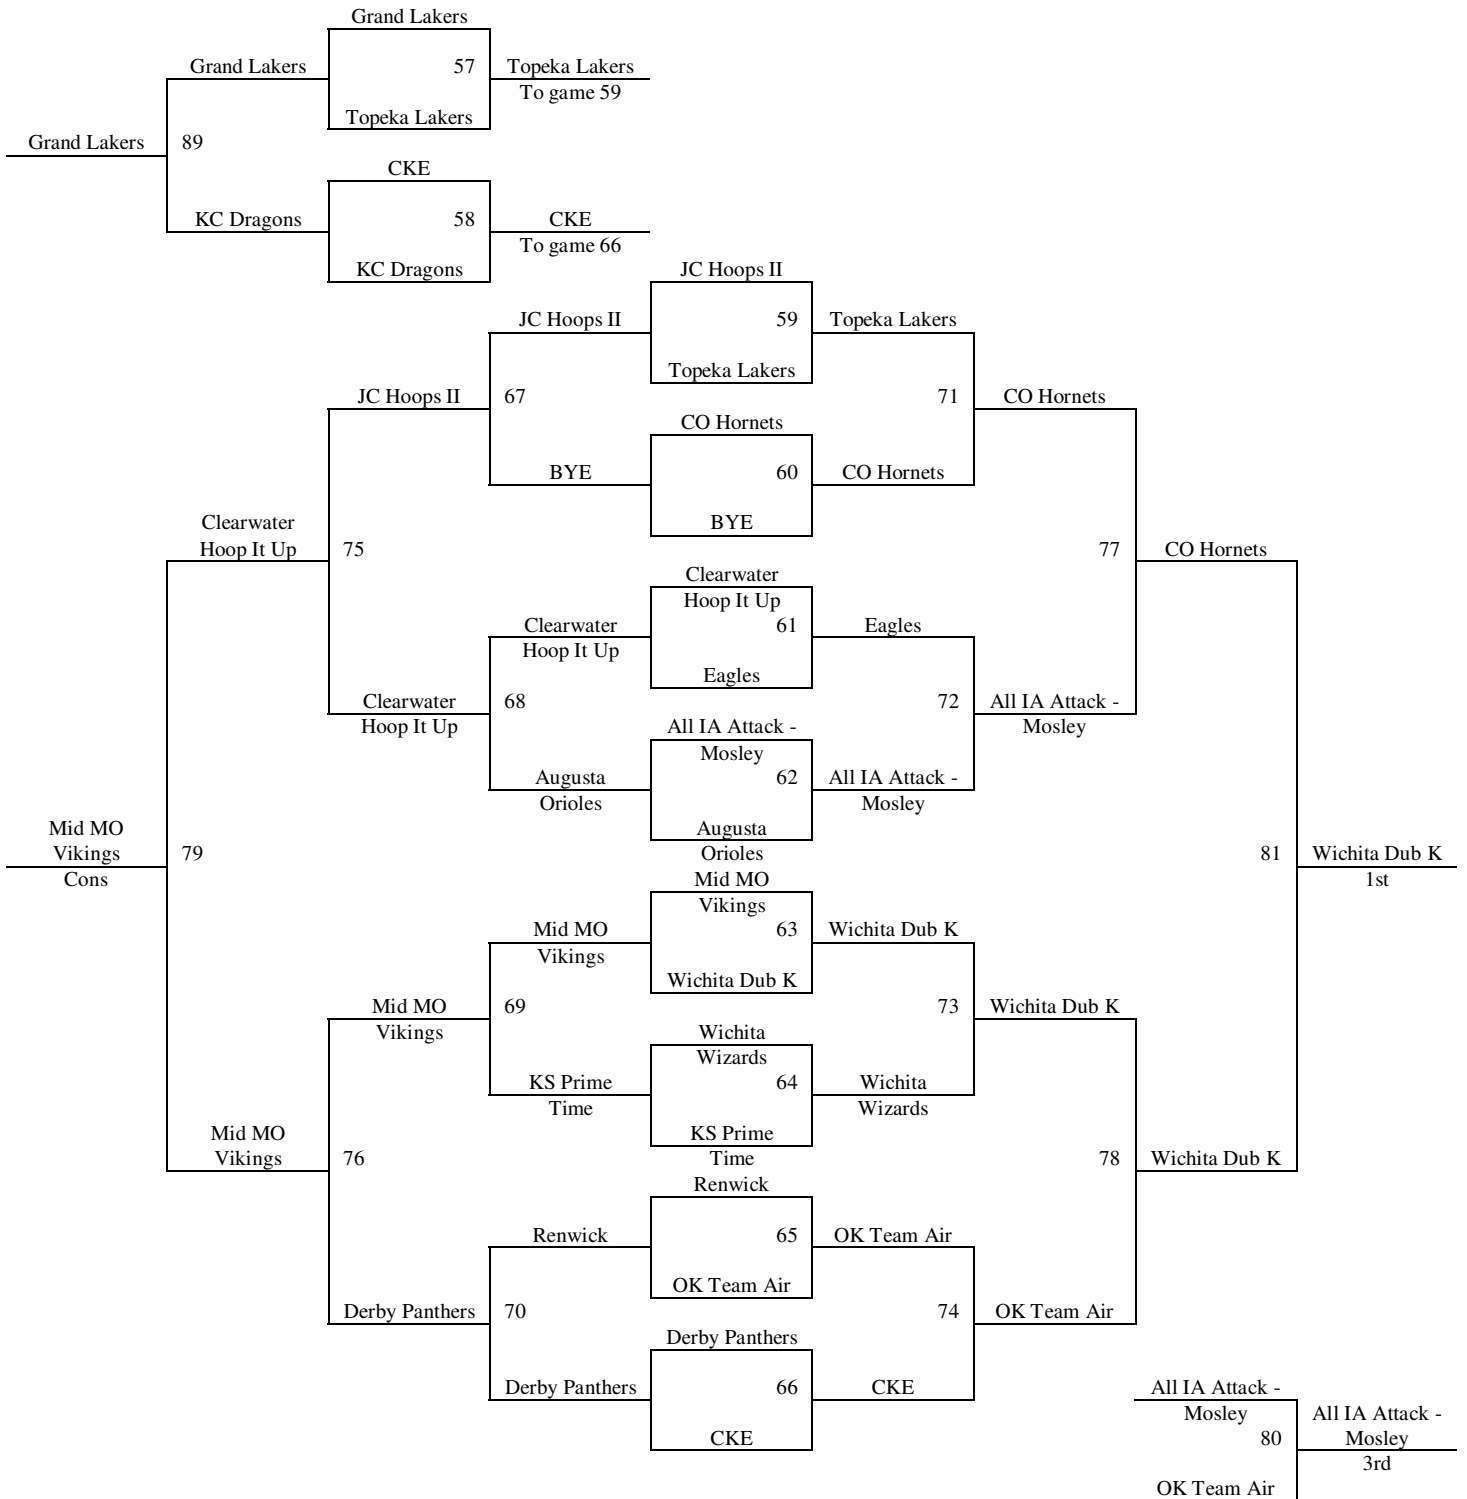 Grand Lakers
Grand Lakers
57
Topeka Lakers
To game 59
Topeka Lakers
Grand Lakers
89
CKE
KC Dragons
58
CKE
To game 66
KC Dragons
JC Hoops II
JC Hoops II
59
Topeka Lakers
Topeka Lakers
JC Hoops II
67
71
CO Hornets
CO Hornets
BYE
60
CO Hornets
BYE
Clearwater
Hoop It Up
75
77
CO Hornets
Clearwater
Hoop It Up
Clearwater
Hoop It Up
61
Eagles
Eagles
Clearwater
Hoop It Up
68
72
All IA Attack -
Mosley
All IA Attack -
Mosley
Augusta
Orioles
62
All IA Attack -
Mosley
Augusta
Orioles
Mid MO
Vikings
Cons
79
81
Wichita Dub K
1st
Mid MO
Vikings
Mid MO
Vikings
63
Wichita Dub K
Wichita Dub K
Mid MO
Vikings
69
73
Wichita Dub K
Wichita
Wizards
KS Prime
Time
64
Wichita
Wizards
KS Prime
Time
Mid MO
Vikings
76
78
Wichita Dub K
Renwick
Renwick
65
OK Team Air
OK Team Air
Derby Panthers
70
74
OK Team Air
Derby Panthers
Derby Panthers
66
CKE
CKE
All IA Attack -
Mosley
80
All IA Attack -
Mosley
3rd
OK Team Air